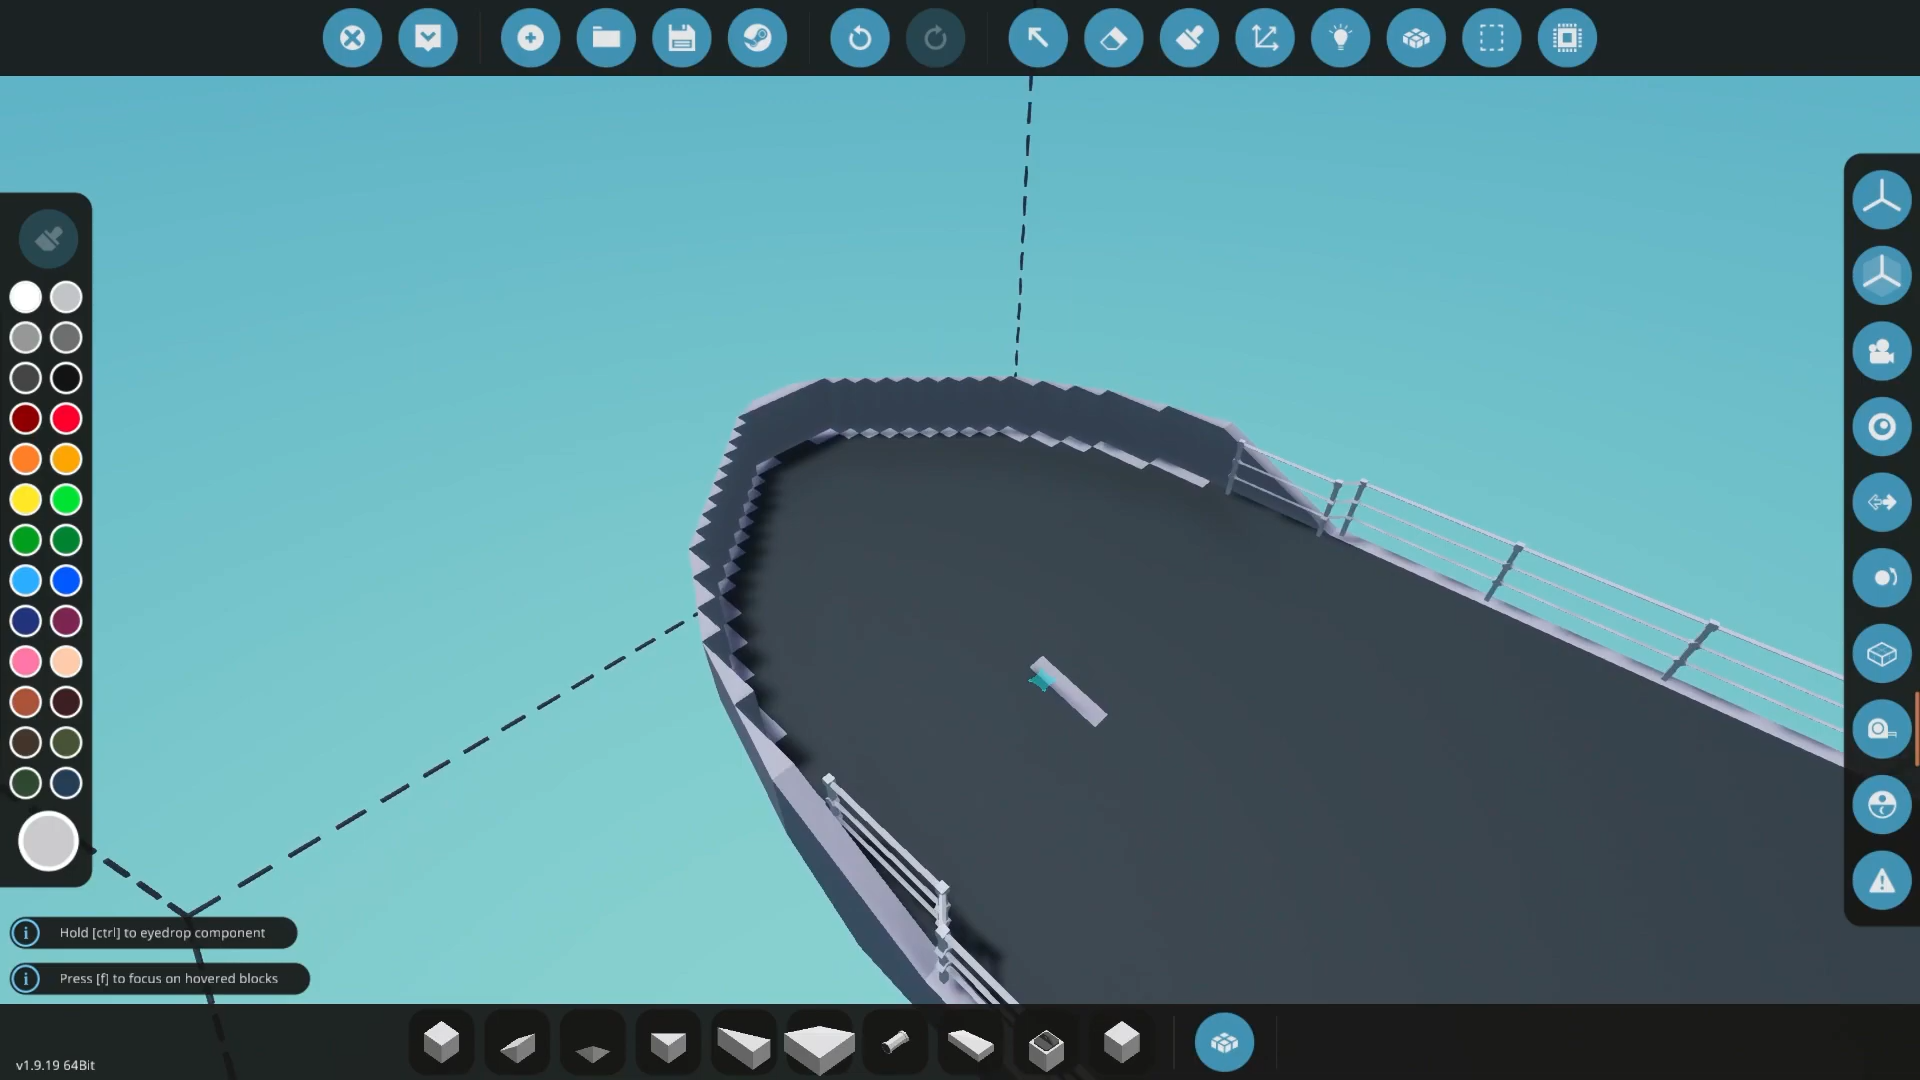 Hold [ctrl] to eyedrop component
Press [f] to focus on hovered blocks
v1.9.19 64Bit